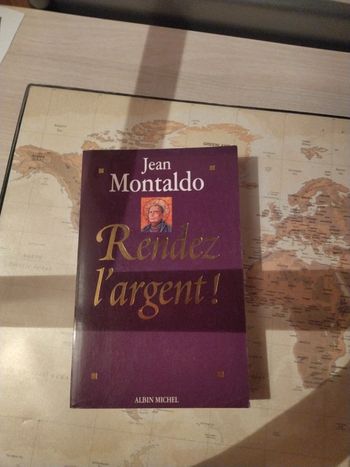 Jean
Montaldo
Rendez
l'argent !
ALBIN MICHEL